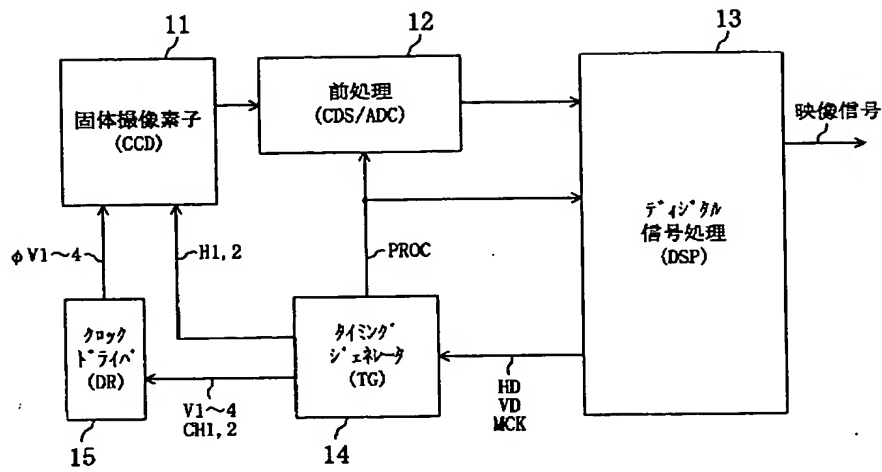 11
固体撮像素子
(CCD)
12
前処理
(CDS/ADC)
13
ディジタル
信号処理
(DSP)
映像信号
φV1～4
H1,2
PROC
クロック
ドライバ
(DR)
15
タイミング
ジェネレータ
(TG)
14
V1～4
CH1,2
HD
VD
MCK